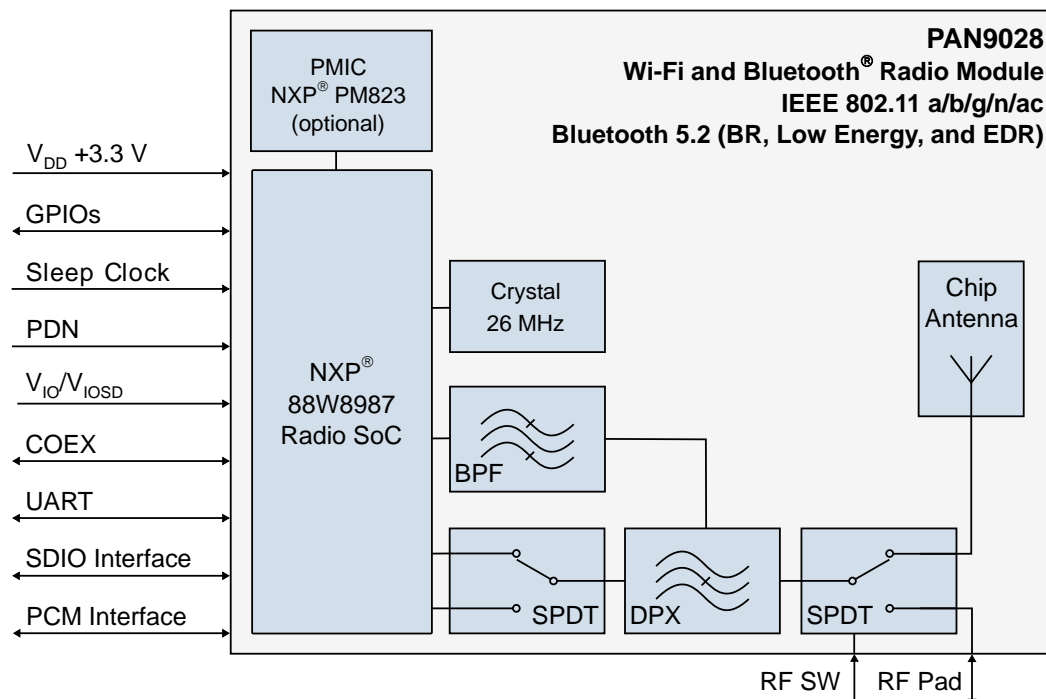 PAN9028
Wi-Fi and Bluetooth® Radio Module
IEEE 802.11 a/b/g/n/ac
Bluetooth 5.2 (BR, Low Energy, and EDR)
PMIC
NXP® PM823
(optional)
VDD +3.3 V
GPIOs
Sleep Clock
PDN
VIO/VIOSD
COEX
UART
SDIO Interface
PCM Interface
NXP®
88W8987
Radio SoC
Crystal
26 MHz
BPF
SPDT
DPX
SPDT
Chip
Antenna
RF SW
RF Pad